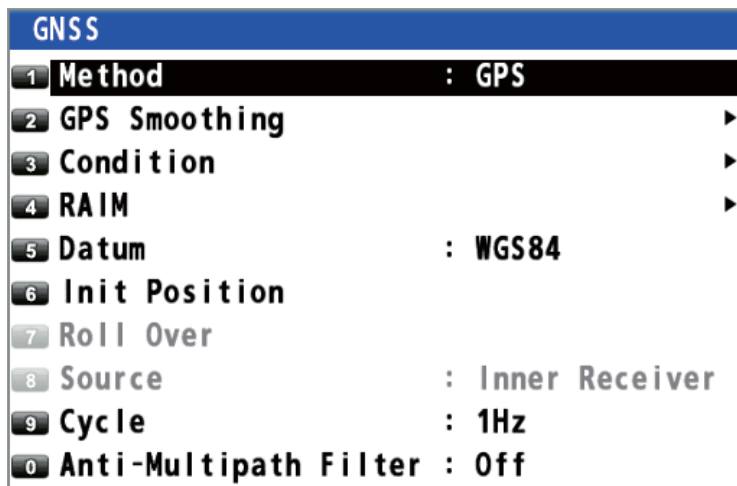 GNSS
1 Method : GPS
2 GPS Smoothing ▶
3 Condition ▶
4 RAIM ▶
5 Datum : WGS84
6 Init Position
7 Roll Over
8 Source : Inner Receiver
9 Cycle : 1Hz
0 Anti-Multipath Filter : Off